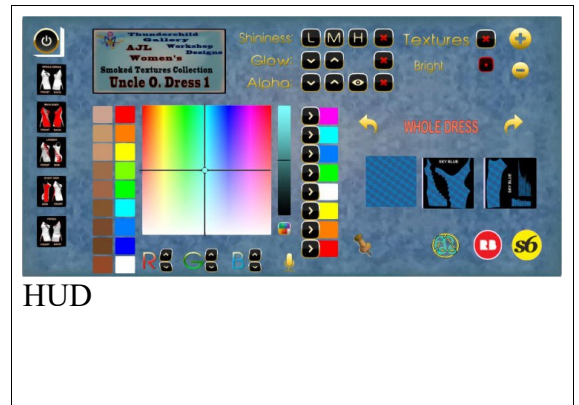 Thunderchild
Gallery
AJL Workshop
Designs
Women's
Smoked Textures Collection
Uncle O. Dress 1
Shininess: L M H
Glow:
Alpha:
Textures
Bright:
WHOLE DRESS
SKY BLUE
SKY BLUE
R G B
RB
s6
HUD